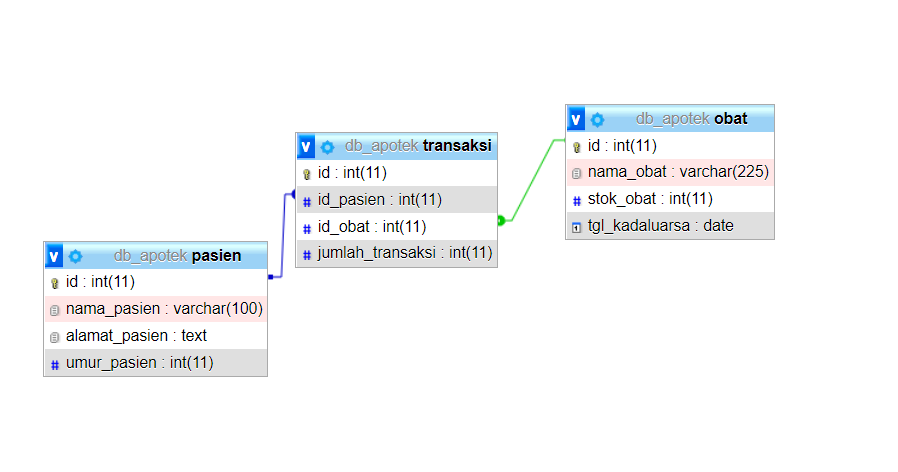 db_apotek pasien
id : int(11)
nama_pasien : varchar(100)
alamat_pasien : text
umur_pasien : int(11)
db_apotek transaksi
id : int(11)
id_pasien : int(11)
id_obat : int(11)
jumlah_transaksi : int(11)
db_apotek obat
id : int(11)
nama_obat : varchar(225)
stok_obat : int(11)
tgl_kadaluarsa : date